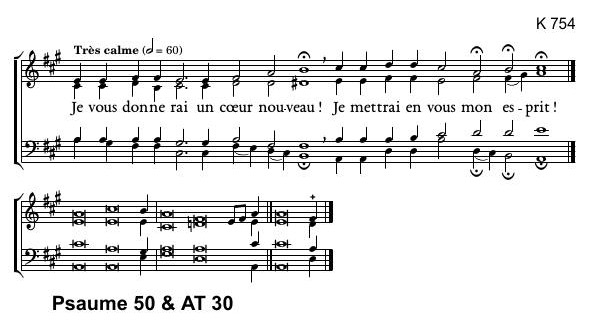 K 754
Très calme (𝅗𝅥 = 60)
Je vous donne rai un cœur nou-veau ! Je mettrai en vous mon es-prit !
Psaume 50 & AT 30